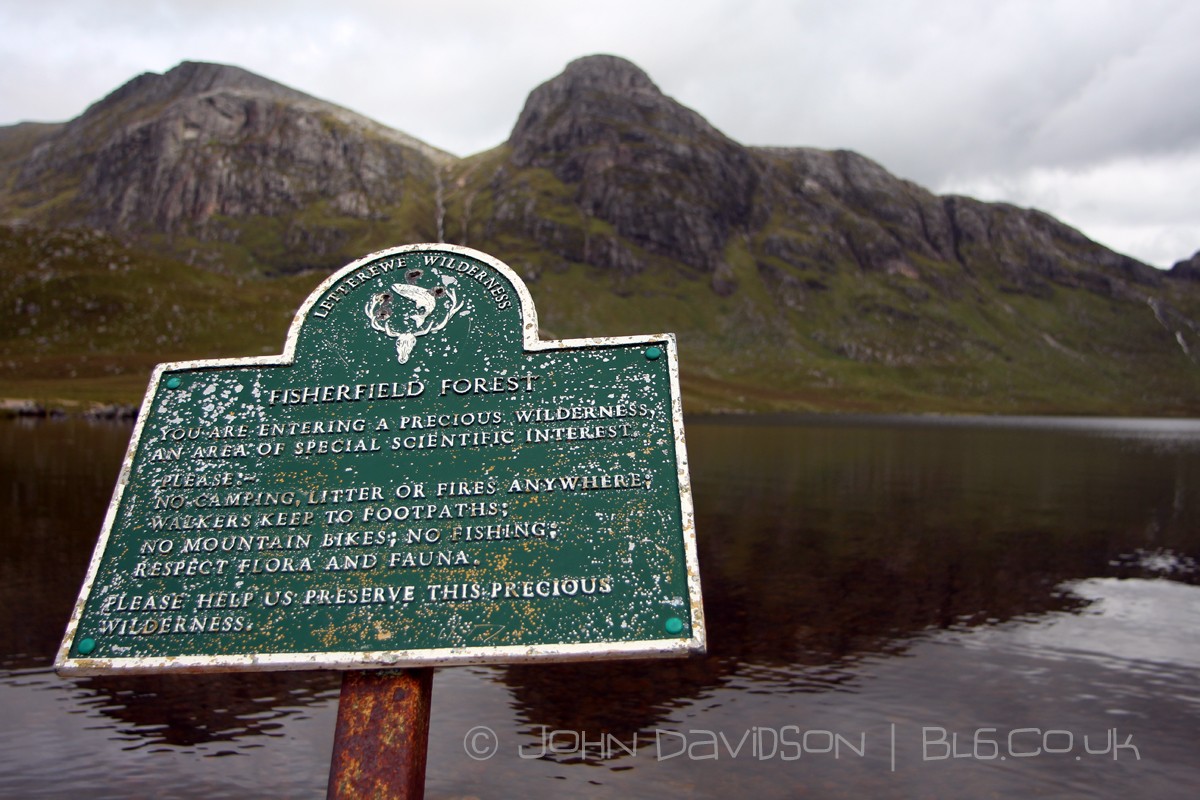 LETTEREWE WILDERNESS
FISHERFIELD FOREST
YOU ARE ENTERING A PRECIOUS WILDERNESS,
AN AREA OF SPECIAL SCIENTIFIC INTEREST.
PLEASE:-
NO CAMPING, LITTER OR FIRES ANYWHERE;
WALKERS KEEP TO FOOTPATHS;
NO MOUNTAIN BIKES; NO FISHING;
RESPECT FLORA AND FAUNA.
PLEASE HELP US PRESERVE THIS PRECIOUS
WILDERNESS.
© John Davidson | BL6.Co.uk